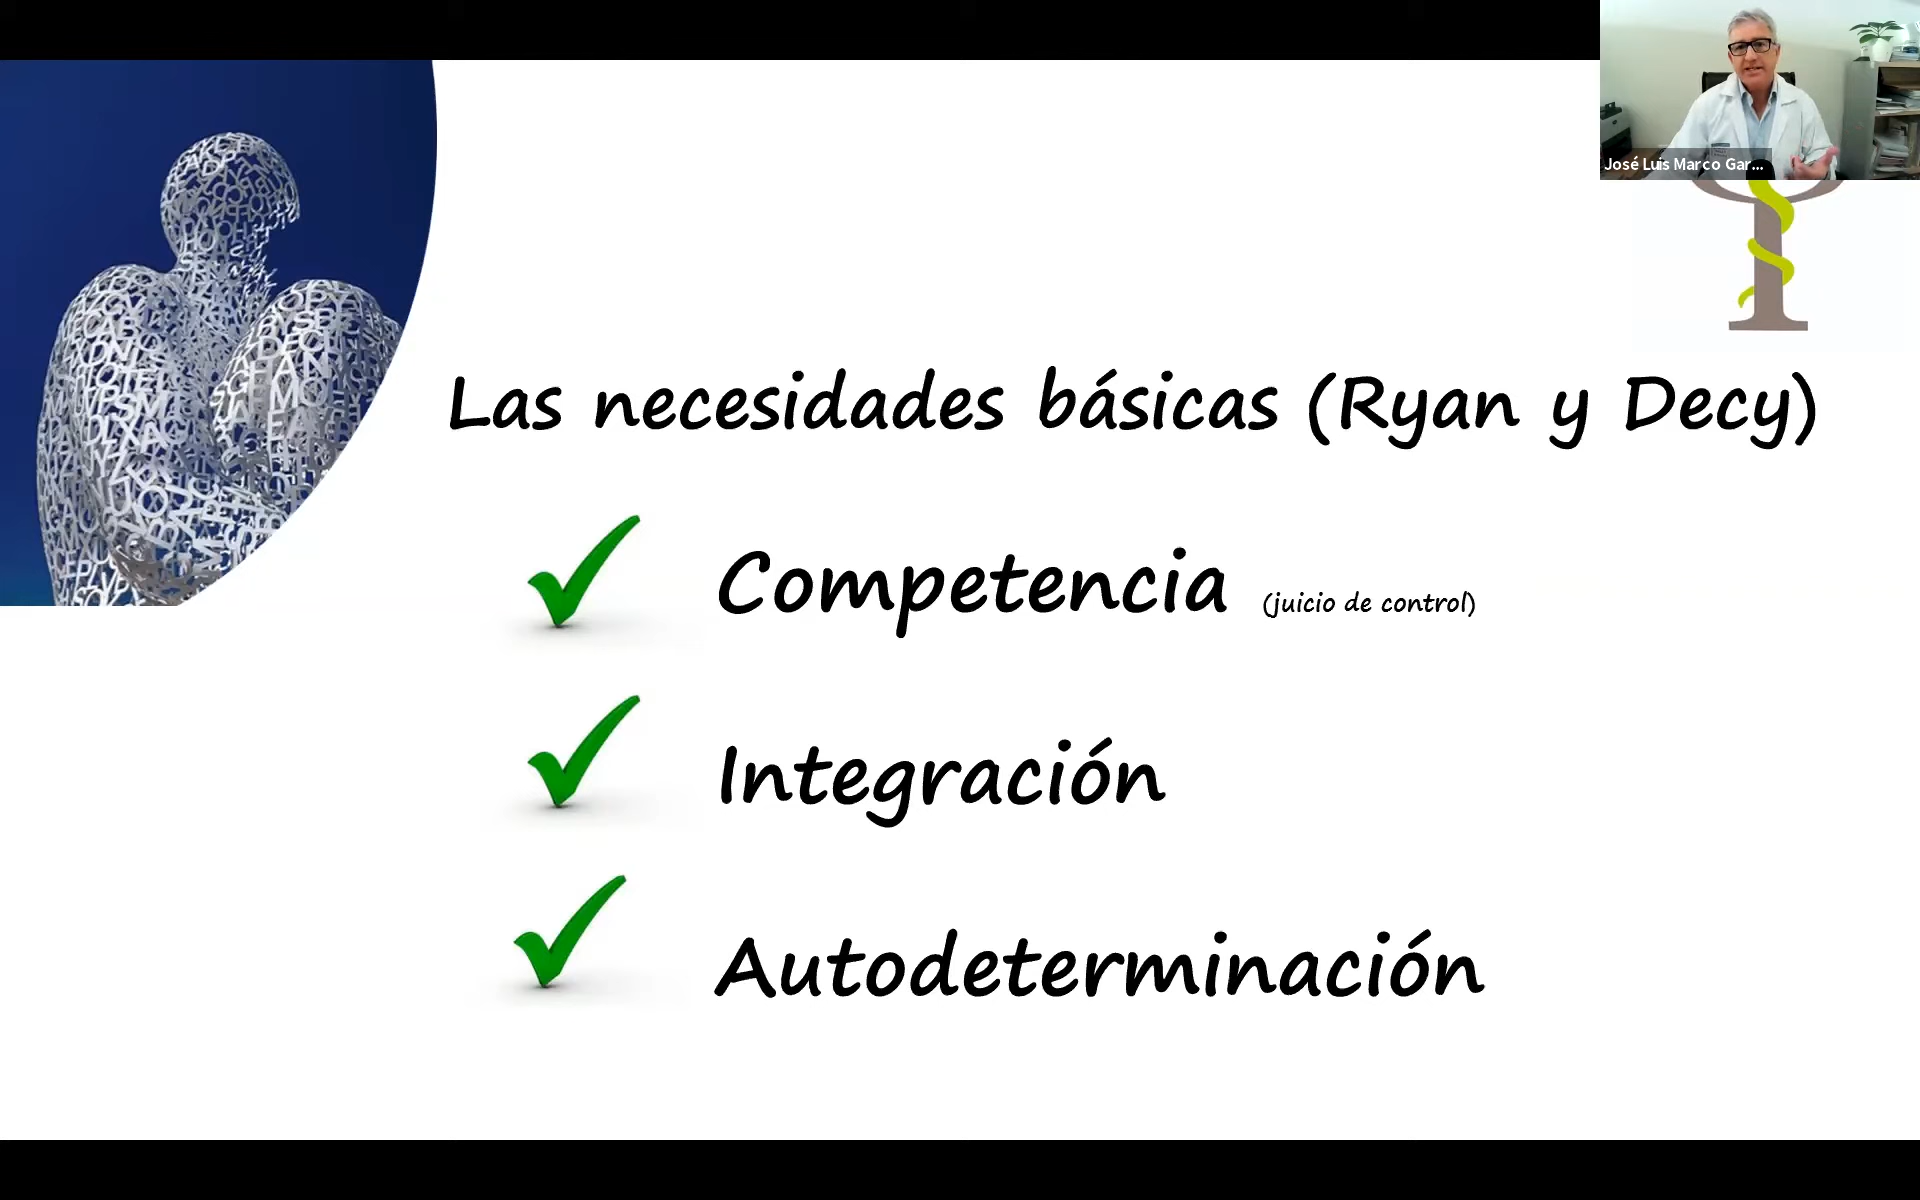 José Luis Marco Gar...
Las necesidades básicas (Ryan y Decy)
Competencia (juicio de control)
Integración
Autodeterminación